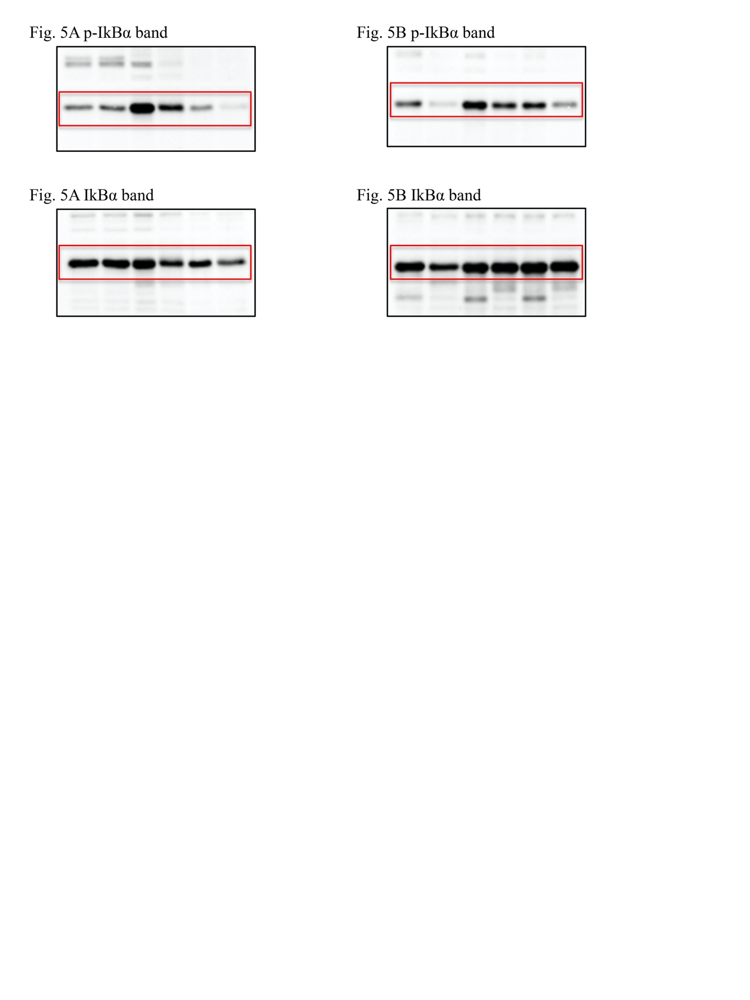 Fig. 5A p-IkBα band
Fig. 5B p-IkBα band
Fig. 5A IkBα band
Fig. 5B IkBα band